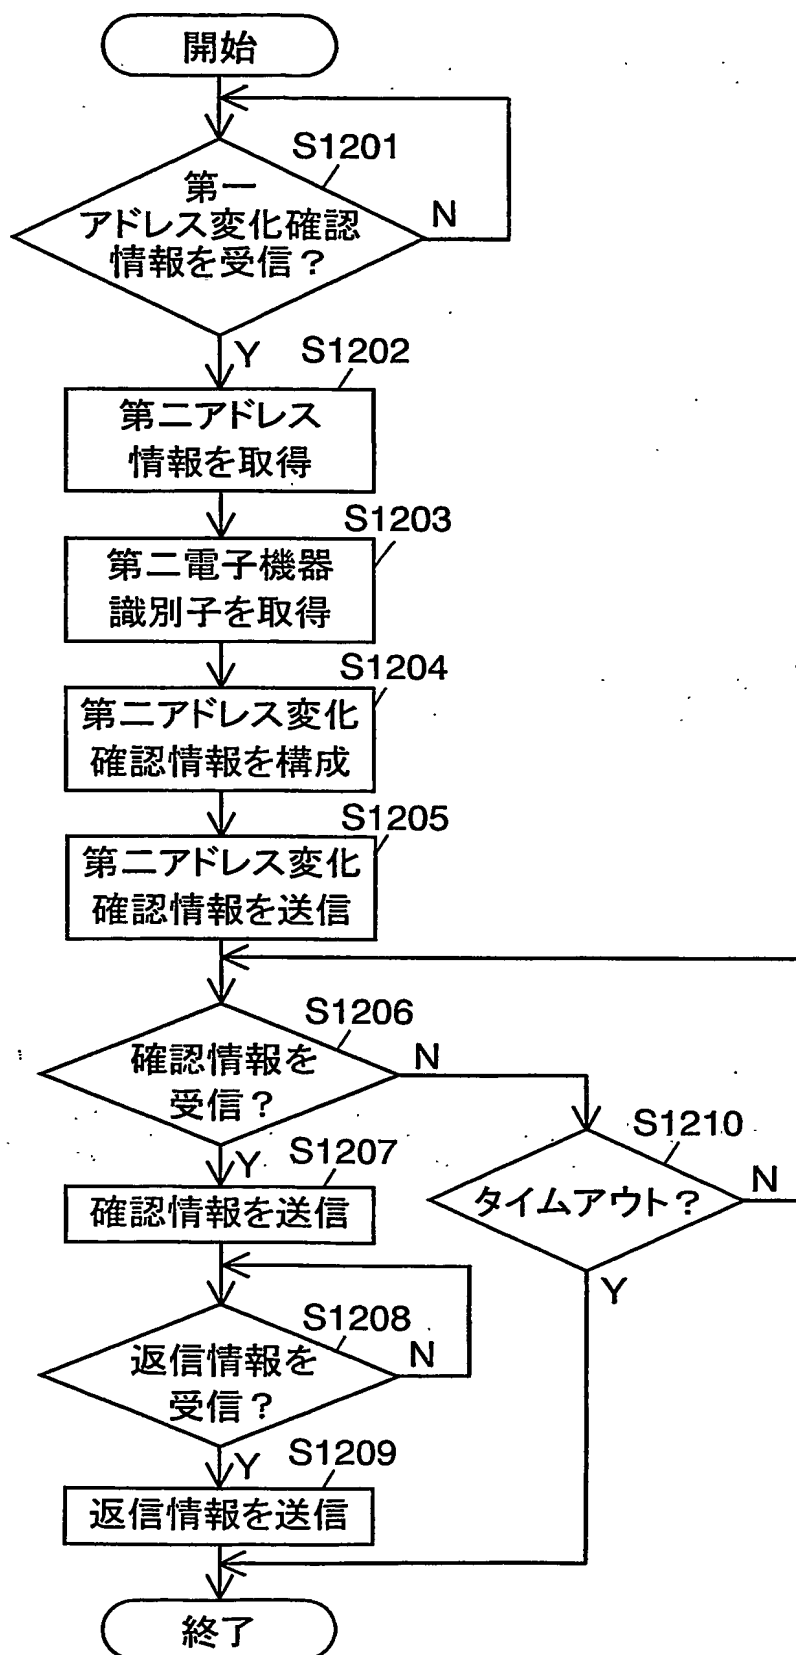 開始
S1201
第一
アドレス変化確認
情報を受信?
N
Y
S1202
第二アドレス
情報を取得
S1203
第二電子機器
識別子を取得
S1204
第二アドレス変化
確認情報を構成
S1205
第二アドレス変化
確認情報を送信
S1206
確認情報を
受信?
N
Y
S1207
確認情報を送信
S1210
タイムアウト?
N
Y
S1208
返信情報を
受信?
N
Y
S1209
返信情報を送信
終了